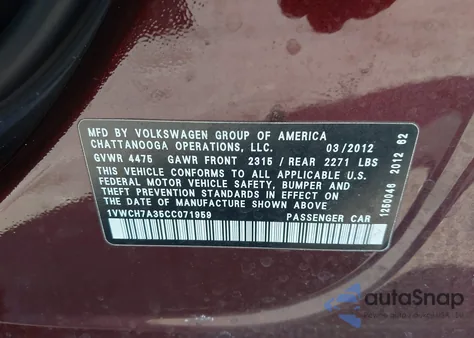 MFD BY VOLKSWAGEN GROUP OF AMERICA
CHATTANOOGA OPERATIONS, LLC. 03/2012
GVWR 4475 GAWR FRONT 2315 / REAR 2271 LBS
THIS VEHICLE CONFORMS TO ALL APPLICABLE U.S.
FEDERAL MOTOR VEHICLE SAFETY, BUMPER AND
THEFT PREVENTION STANDARDS IN EFFECT ON
THE DATE OF MANUFACTURE SHOWN ABOVE
1VWCH7A35CC071959 PASSENGER CAR
1260046 2012 62
autoSnap